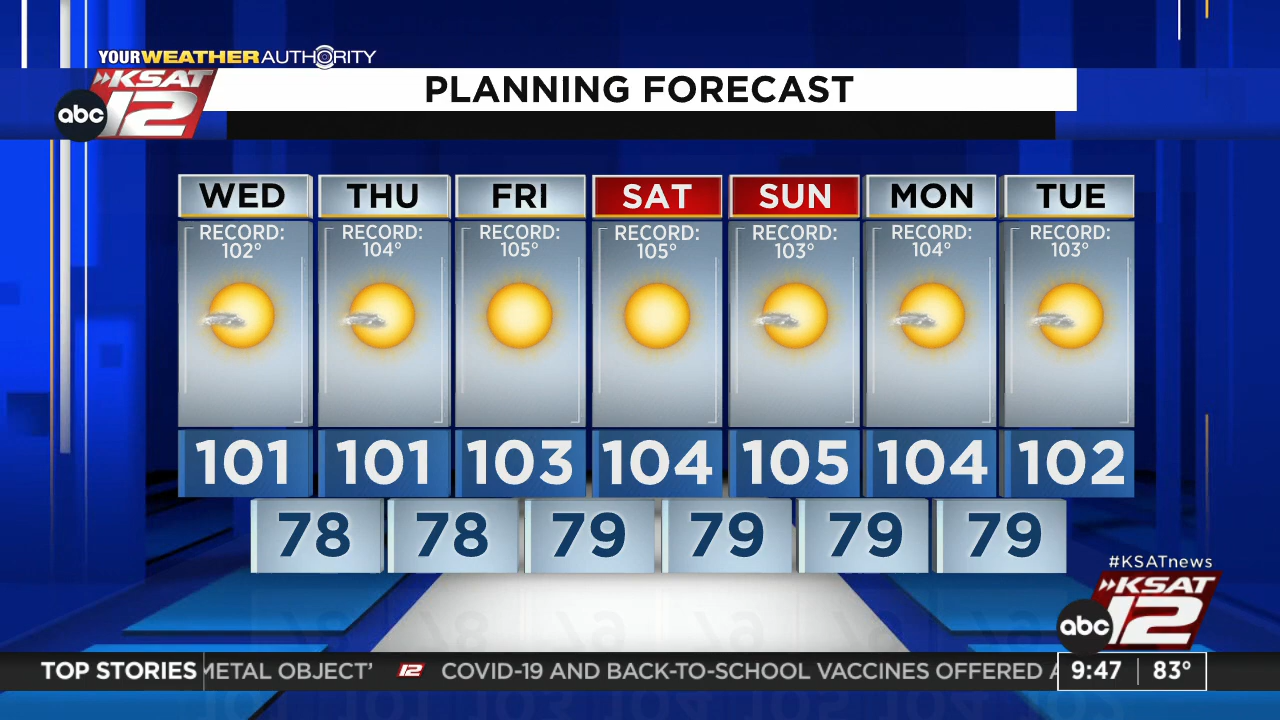 YOUR WEATHER AUTHORITY
KSAT
abc 12
PLANNING FORECAST
WED THU FRI SAT SUN MON TUE
RECORD: RECORD: RECORD: RECORD: RECORD: RECORD: RECORD:
102° 104° 105° 105° 103° 104° 103°
101 101 103 104 105 104 102
78 78 79 79 79 79
#KSATnews
KSAT
abc 12
TOP STORIES METAL OBJECT' 12 COVID-19 AND BACK-TO-SCHOOL VACCINES OFFERED 9:47 83°